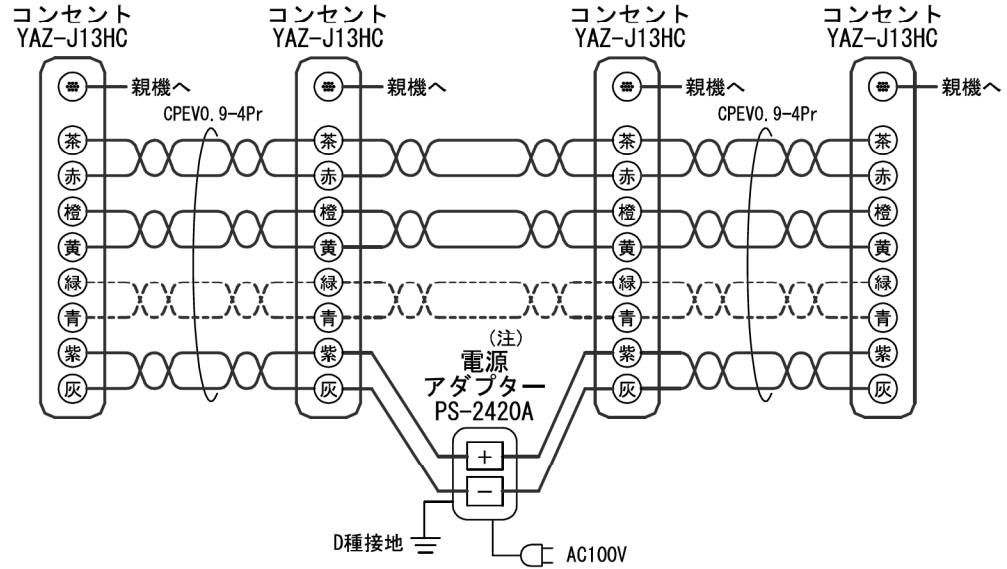 コンセント
YAZ-J13HC
コンセント
YAZ-J13HC
コンセント
YAZ-J13HC
コンセント
YAZ-J13HC
親機へ
親機へ
親機へ
親機へ
CPEV0.9-4Pr
CPEV0.9-4Pr
茶
茶
茶
茶
赤
赤
赤
赤
橙
橙
橙
橙
黄
黄
黄
黄
緑
緑
緑
緑
青
青
青
青
紫
紫
紫
紫
灰
灰
灰
灰
(注)
電源
アダプター
PS-2420A
+
−
D種接地
AC100V